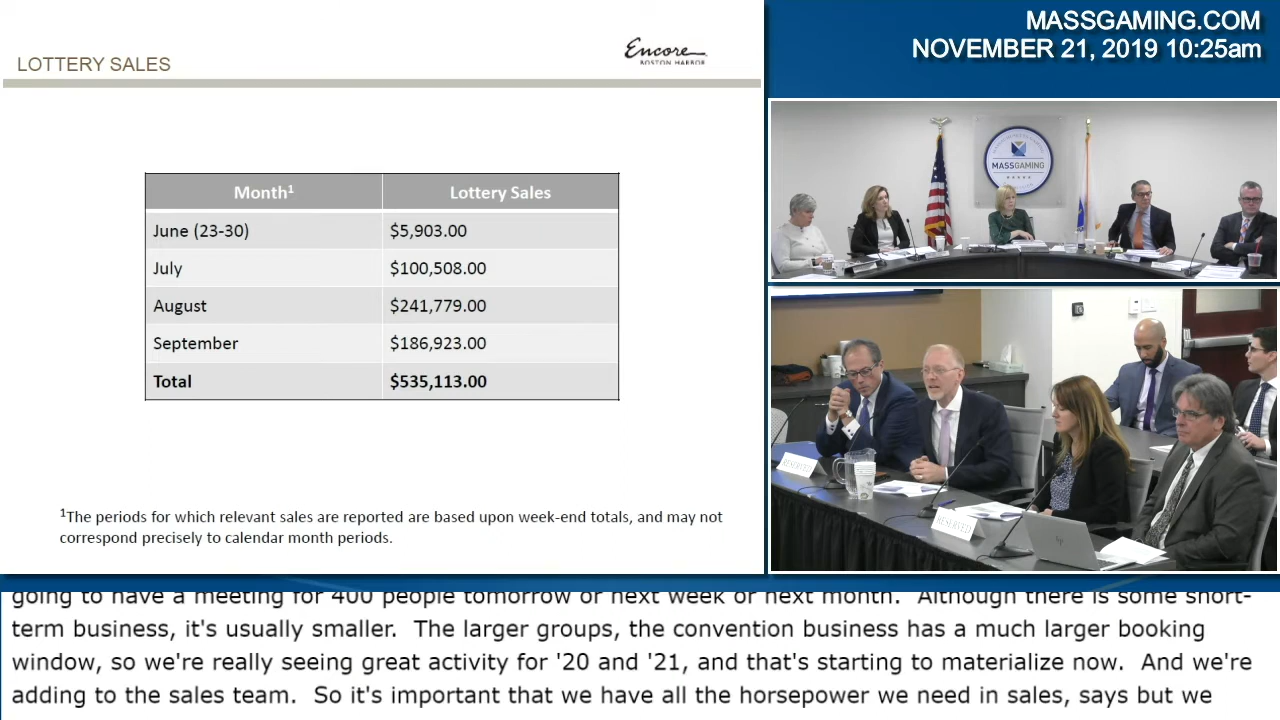 MASSGAMING.COM
NOVEMBER 21, 2019 10:25am
LOTTERY SALES
Encore
BOSTON HARBOR
Month¹ Lottery Sales
June (23-30) $5,903.00
July $100,508.00
August $241,779.00
September $186,923.00
Total $535,113.00
¹The periods for which relevant sales are reported are based upon week-end totals, and may not
correspond precisely to calendar month periods.
MASSGAMING
RESERVED
RESERVED
going to have a meeting for 400 people tomorrow or next week or next month. Although there is some short-
term business, it's usually smaller. The larger groups, the convention business has a much larger booking
window, so we're really seeing great activity for '20 and '21, and that's starting to materialize now. And we're
adding to the sales team. So it's important that we have all the horsepower we need in sales, says but we